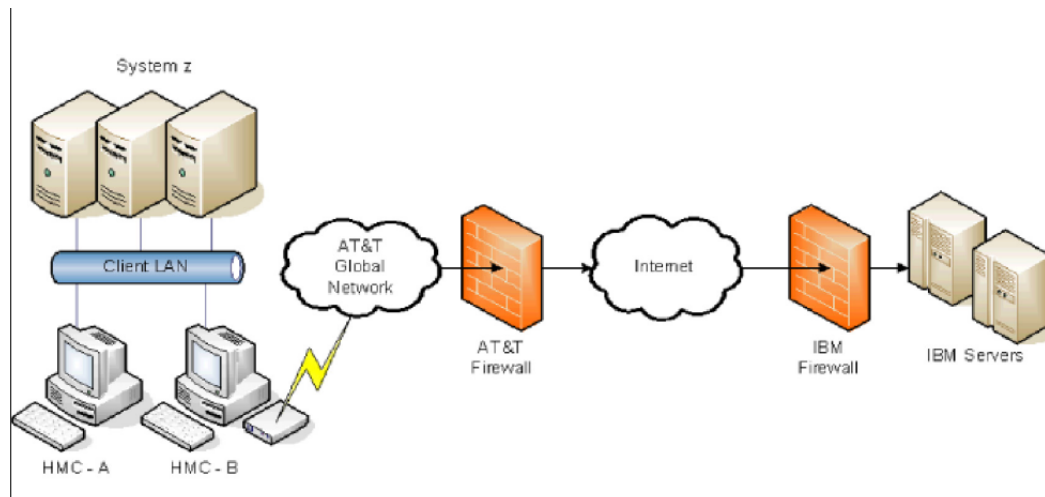 System z
Client LAN
HMC - A
HMC - B
AT&T
Global
Network
AT&T
Firewall
Internet
IBM
Firewall
IBM Servers